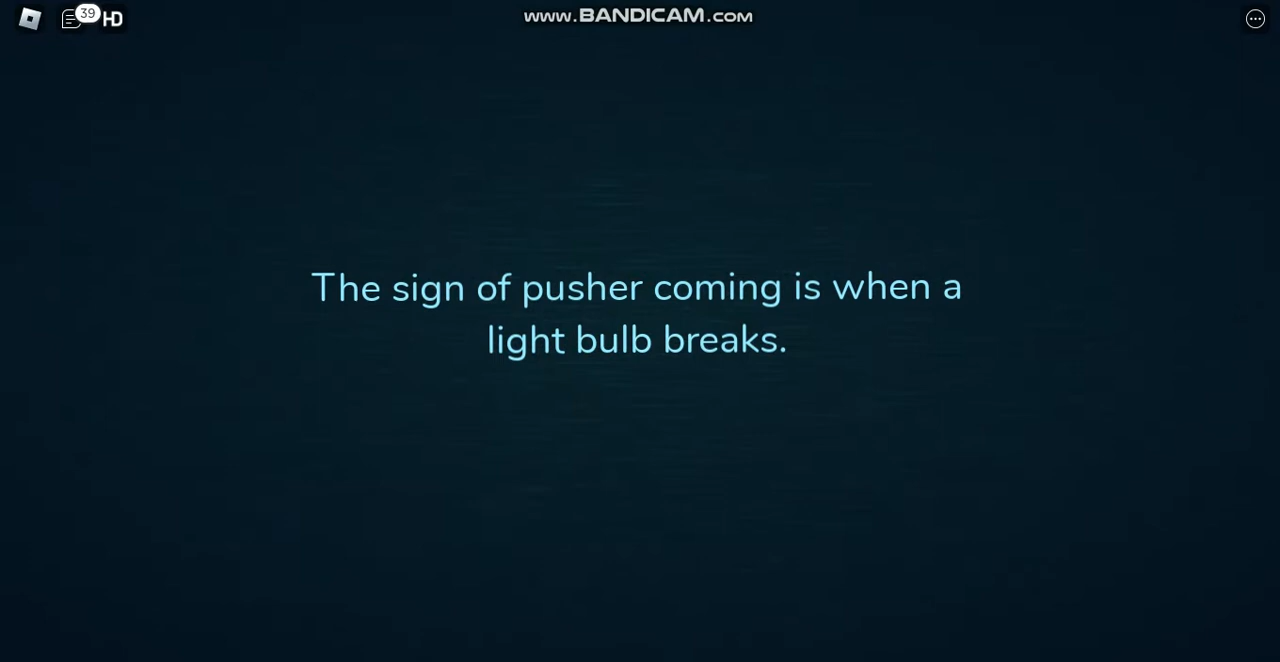 39 HD
www.BANDICAM.com
The sign of pusher coming is when a
light bulb breaks.